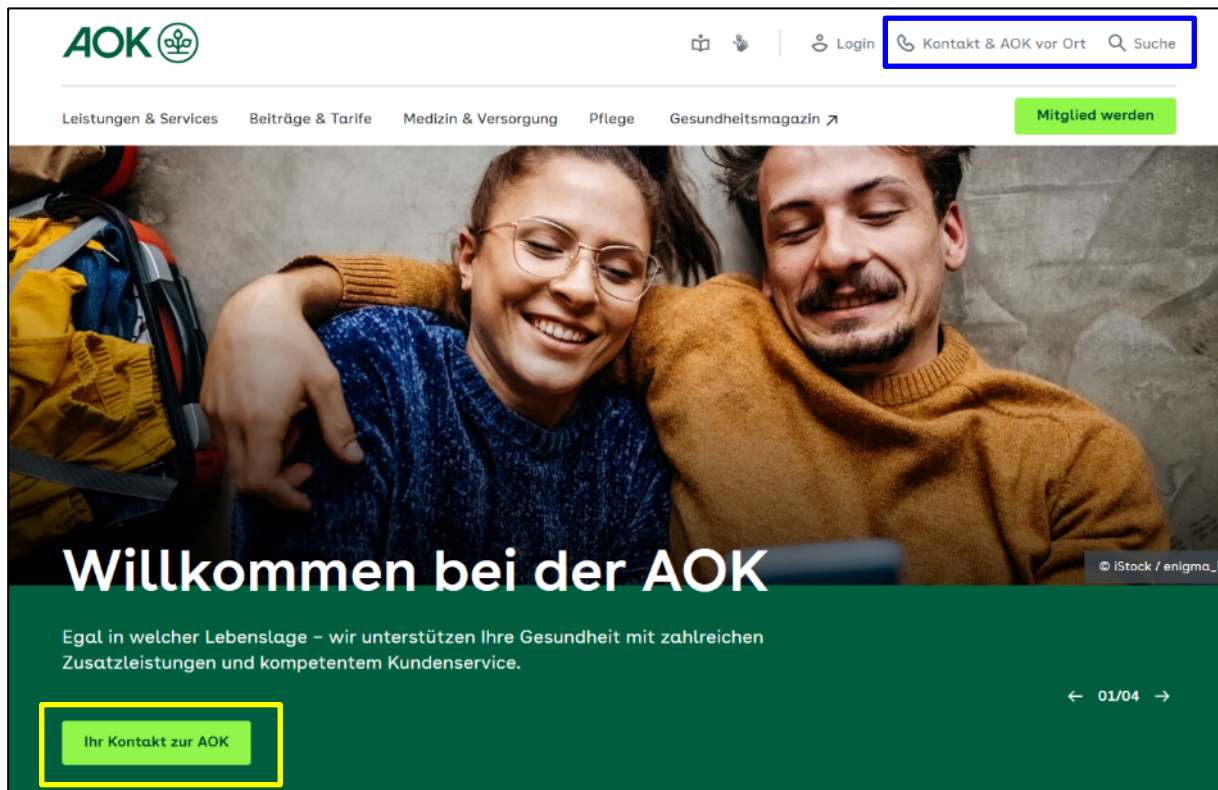 AOK
Login Kontakt & AOK vor Ort Suche
Leistungen & Services Beiträge & Tarife Medizin & Versorgung Pflege Gesundheitsmagazin Mitglied werden
Willkommen bei der AOK
© iStock / enigma_
Egal in welcher Lebenslage – wir unterstützen Ihre Gesundheit mit zahlreichen
Zusatzleistungen und kompetentem Kundenservice.
← 01/04 →
Ihr Kontakt zur AOK